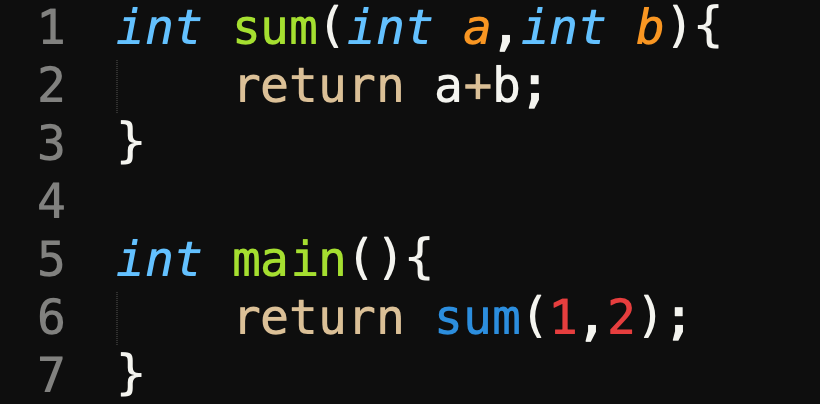 1 int sum(int a,int b){
2     return a+b;
3 }
4
5 int main(){
6     return sum(1,2);
7 }